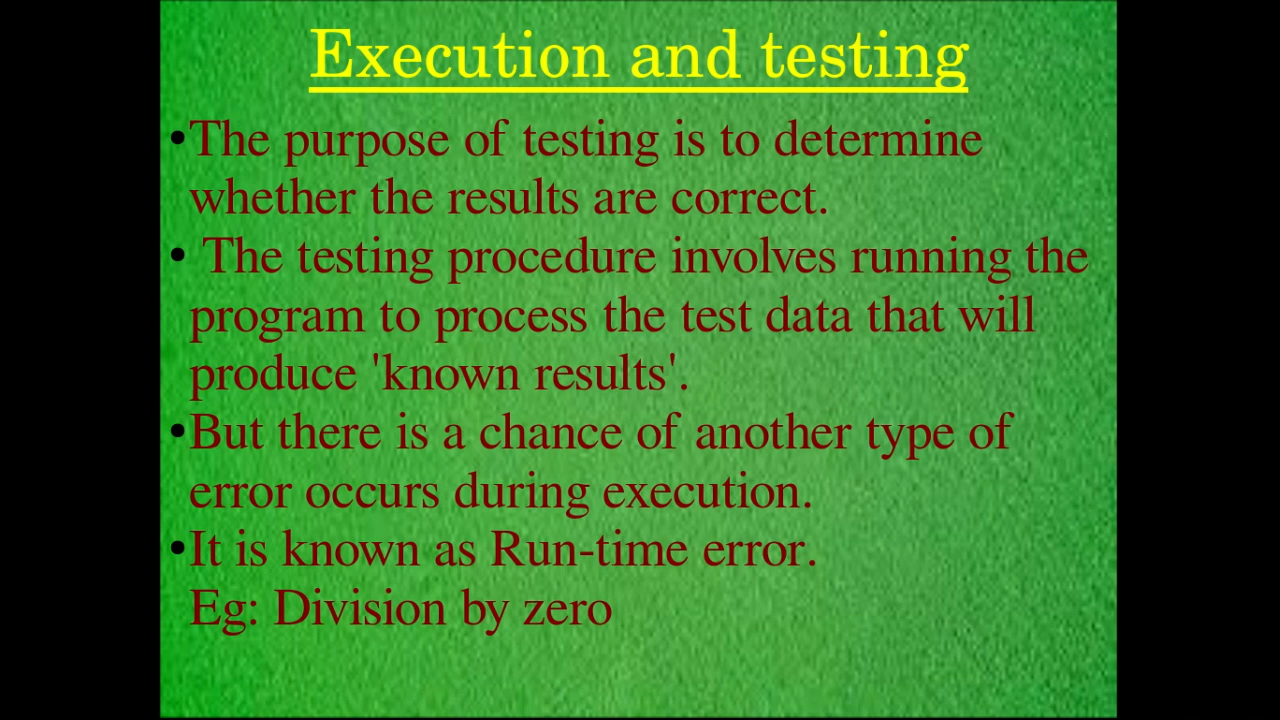 Execution and testing
•The purpose of testing is to determine
whether the results are correct.
• The testing procedure involves running the
program to process the test data that will
produce 'known results'.
•But there is a chance of another type of
error occurs during execution.
•It is known as Run-time error.
Eg: Division by zero